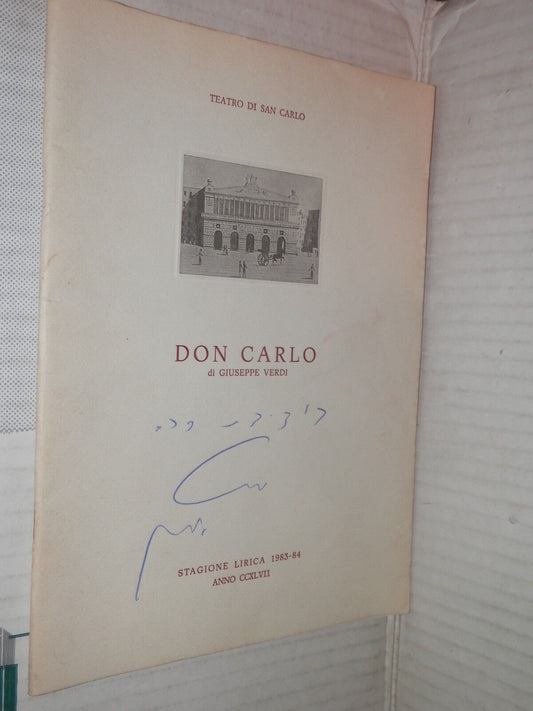 TEATRO DI SAN CARLO
DON CARLO
di GIUSEPPE VERDI
STAGIONE LIRICA 1983-84
ANNO CCXLVII